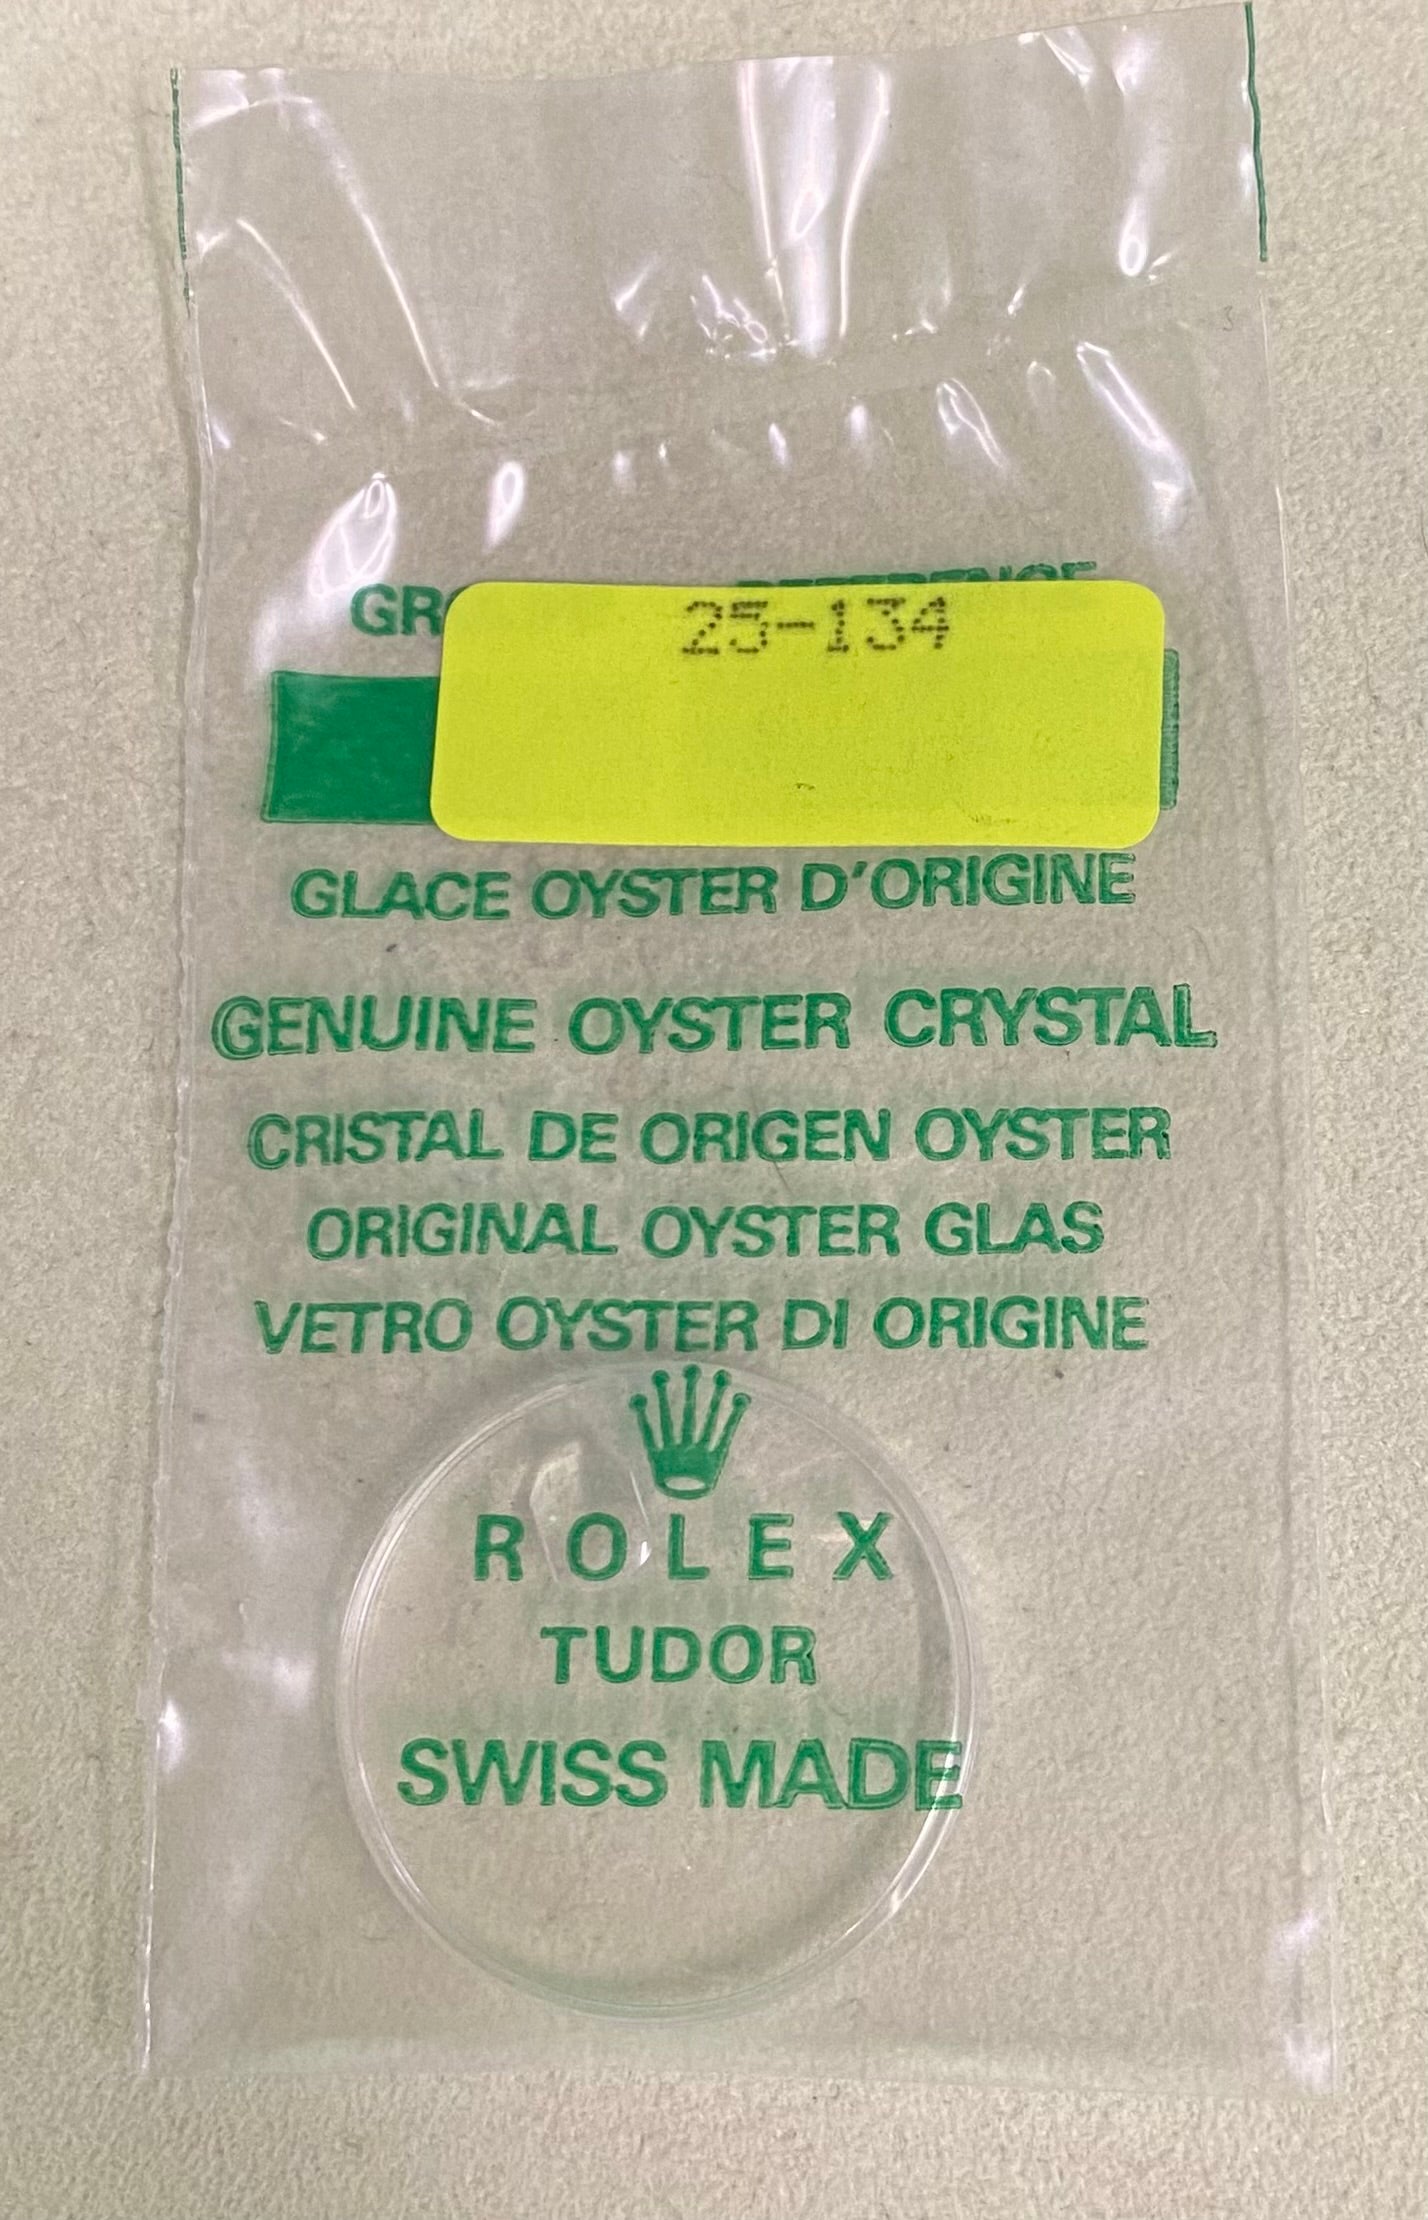 25-134
GLACE OYSTER D'ORIGINE
GENUINE OYSTER CRYSTAL
CRISTAL DE ORIGEN OYSTER
ORIGINAL OYSTER GLAS
VETRO OYSTER DI ORIGINE
ROLEX
TUDOR
SWISS MADE